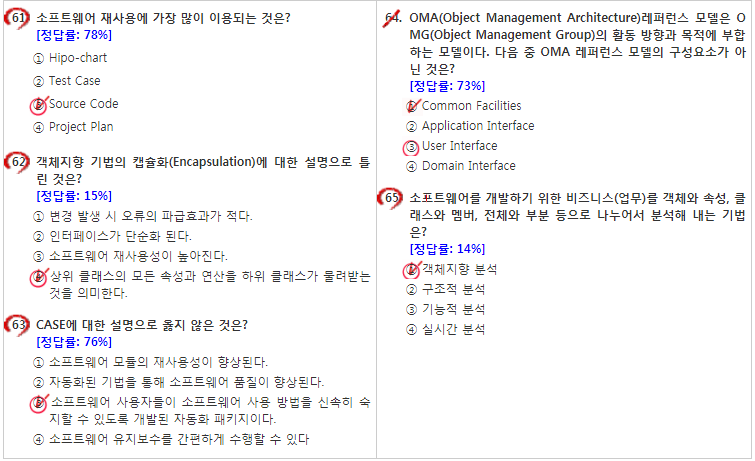 61. 소프트웨어 재사용에 가장 많이 이용되는 것은?
[정답률: 78%]
① Hipo-chart
② Test Case
③ Source Code
④ Project Plan
62. 객체지향 기법의 캡슐화(Encapsulation)에 대한 설명으로 틀
린 것은?
[정답률: 15%]
① 변경 발생 시 오류의 파급효과가 적다.
② 인터페이스가 단순화 된다.
③ 소프트웨어 재사용성이 높아진다.
④ 상위 클래스의 모든 속성과 연산을 하위 클래스가 물려받는
것을 의미한다.
63. CASE에 대한 설명으로 옳지 않은 것은?
[정답률: 76%]
① 소프트웨어 모듈의 재사용성이 향상된다.
② 자동화된 기법을 통해 소프트웨어 품질이 향상된다.
③ 소프트웨어 사용자들이 소프트웨어 사용 방법을 신속히 숙
지할 수 있도록 개발된 자동화 패키지이다.
④ 소프트웨어 유지보수를 간편하게 수행할 수 있다
64. OMA(Object Management Architecture)레퍼런스 모델은 O
MG(Object Management Group)의 활동 방향과 목적에 부합
하는 모델이다. 다음 중 OMA 레퍼런스 모델의 구성요소가 아
닌 것은?
[정답률: 73%]
① Common Facilities
② Application Interface
③ User Interface
④ Domain Interface
65. 소프트웨어를 개발하기 위한 비즈니스(업무)를 객체와 속성, 클
래스와 멤버, 전체와 부분 등으로 나누어서 분석해 내는 기법
은?
[정답률: 14%]
① 객체지향 분석
② 구조적 분석
③ 기능적 분석
④ 실시간 분석